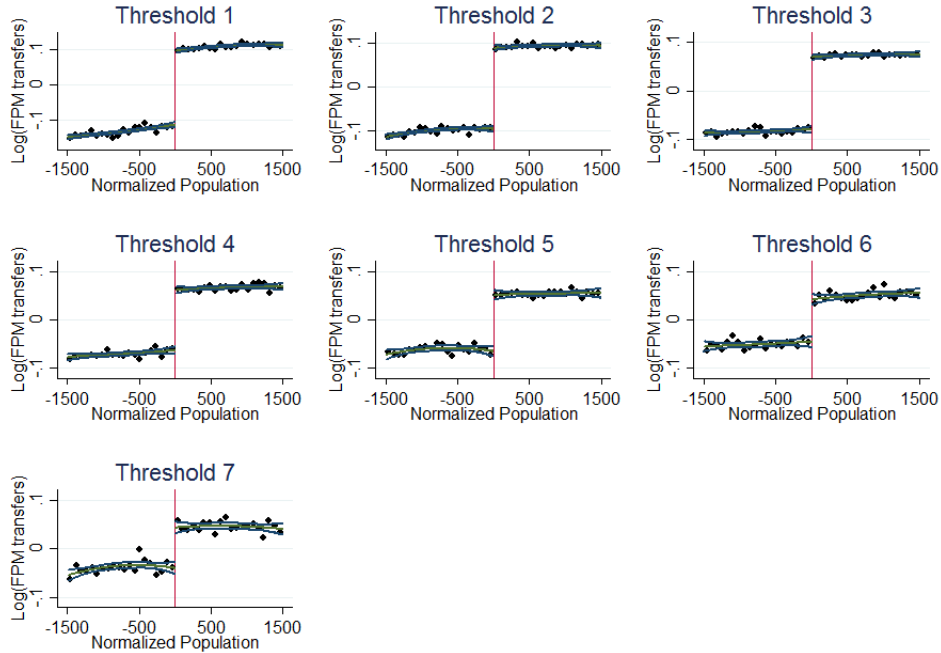 Threshold 1
Log(FPM transfers)
.1
0
-.1
-1500 -500 500 1500
Normalized Population
Threshold 2
Log(FPM transfers)
.1
0
-.1
-1500 -500 500 1500
Normalized Population
Threshold 3
Log(FPM transfers)
.1
0
-.1
-1500 -500 500 1500
Normalized Population
Threshold 4
Log(FPM transfers)
.1
0
-.1
-1500 -500 500 1500
Normalized Population
Threshold 5
Log(FPM transfers)
.1
0
-.1
-1500 -500 500 1500
Normalized Population
Threshold 6
Log(FPM transfers)
.1
0
-.1
-1500 -500 500 1500
Normalized Population
Threshold 7
Log(FPM transfers)
.1
0
-.1
-1500 -500 500 1500
Normalized Population